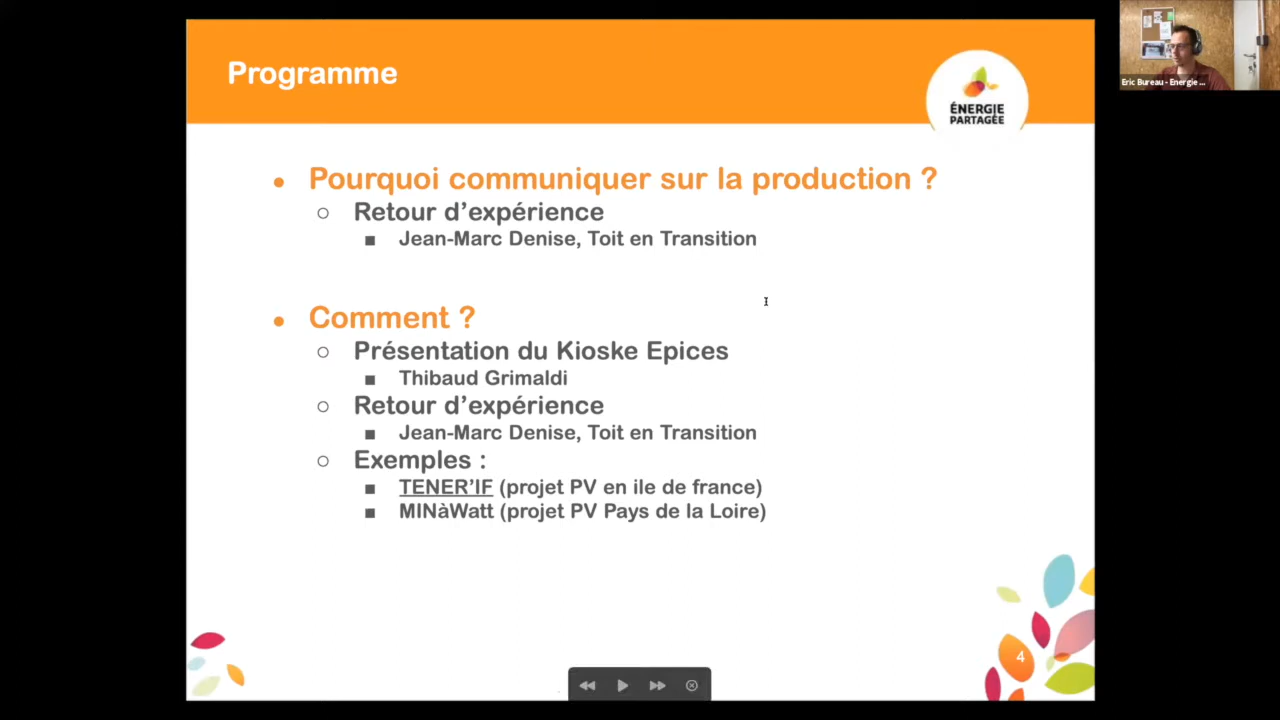 Programme
ÉNERGIE
PARTAGÉE
Eric Bureau - Energie ...
Pourquoi communiquer sur la production ?
Retour d’expérience
Jean-Marc Denise, Toit en Transition
Comment ?
Présentation du Kioske Epices
Thibaud Grimaldi
Retour d’expérience
Jean-Marc Denise, Toit en Transition
Exemples :
TENER’IF (projet PV en ile de france)
MINàWatt (projet PV Pays de la Loire)
4